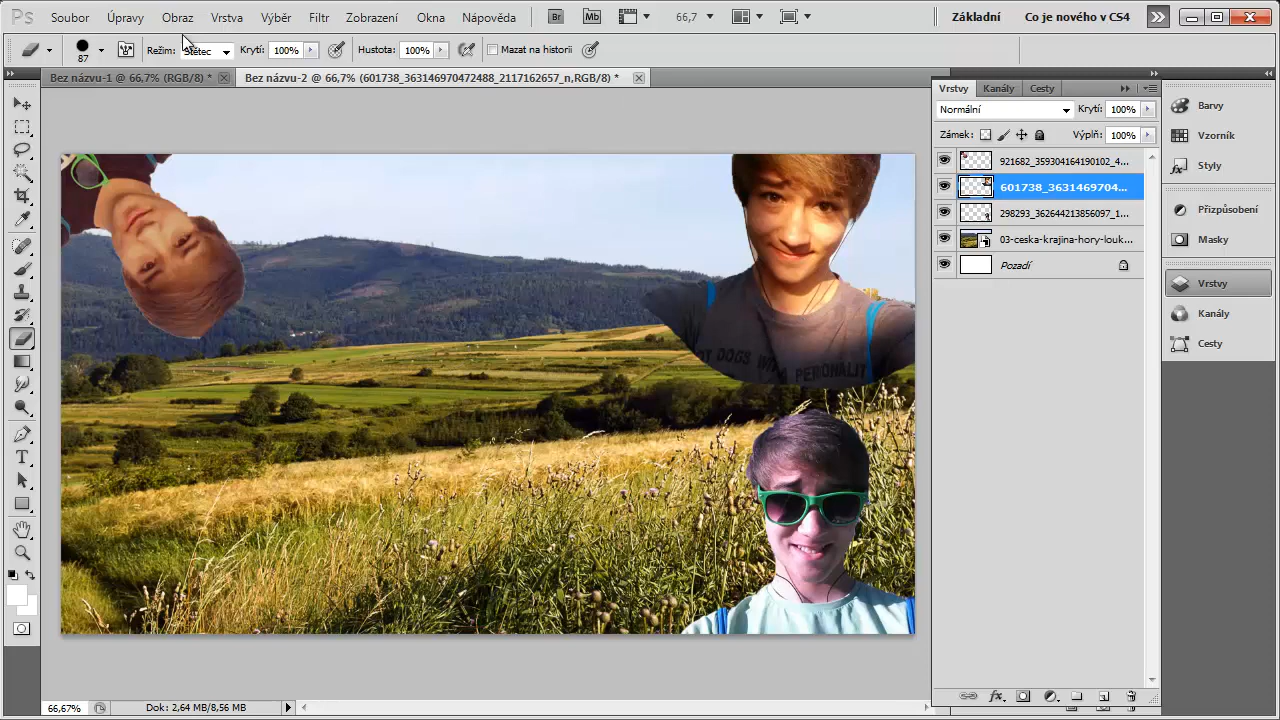 Ps Soubor Úpravy Obraz Vrstva Výběr Filtr Zobrazení Okna Nápověda Br Mb 66,7 Základní Co je nového v CS4
87 Režim: Štětec Krytí: 100% Hustota: 100% Mazat na historii
Bez názvu-1 @ 66,7% (RGB/8) * Bez názvu-2 @ 66,7% (601738_363146970472488_2117162657_n,RGB/8) *
Vrstvy Kanály Cesty
Normální Krytí: 100%
Zámek: Výplň: 100%
921682_359304164190102_4...
601738_3631469704...
298293_362644213856097_1...
03-ceska-krajina-hory-louk...
Pozadí
Barvy
Vzorník
Styly
Přizpůsobení
Masky
Vrstvy
Kanály
Cesty
DOGS
A PERSONALITY
66,67% Dok: 2,64 MB/8,56 MB